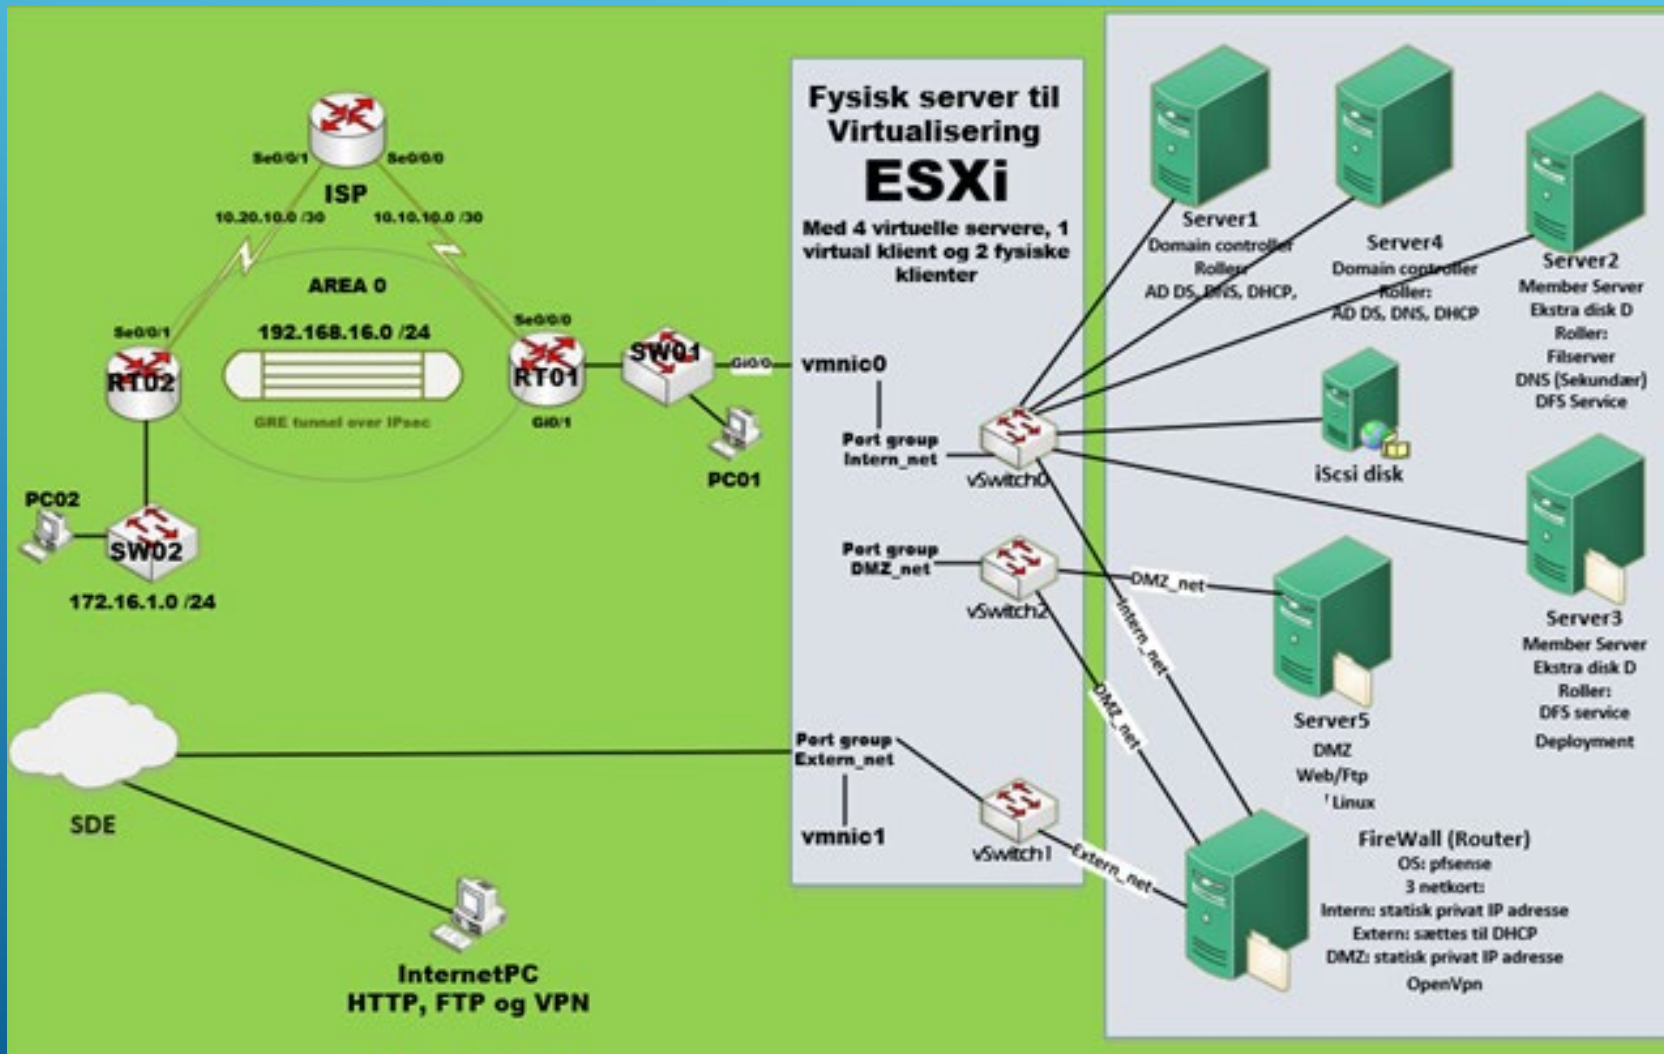 Se0/0/1
Se0/0/0
ISP
10.20.10.0 /30
10.10.10.0 /30
AREA 0
Se0/0/1
192.168.16.0 /24
Se0/0/0
RT02
RT01
GRE tunnel over IPsec
Gi0/1
SW01
Gi0/0
PC01
PC02
SW02
172.16.1.0 /24
SDE
InternetPC
HTTP, FTP og VPN
Fysisk server til
Virtualisering
ESXi
Med 4 virtuelle servere, 1
virtual klient og 2 fysiske
klienter
vmnic0
Port group
Intern_net
vSwitch0
Port group
DMZ_net
vSwitch2
Port group
Extern_net
vmnic1
vSwitch1
DMZ_net
Intern_net
DMZ_net
Extern_net
Server1
Domain controller
Roller:
AD DS, DNS, DHCP,
Server4
Domain controller
Roller:
AD DS, DNS, DHCP
Server2
Member Server
Ekstra disk D
Roller:
Filserver
DNS (Sekundær)
DFS Service
iScsi disk
Server3
Member Server
Ekstra disk D
Roller:
DFS service
Deployment
Server5
DMZ
Web/Ftp
Linux
FireWall (Router)
OS: pfsense
3 netkort:
Intern: statisk privat IP adresse
Extern: sættes til DHCP
DMZ: statisk privat IP adresse
OpenVpn